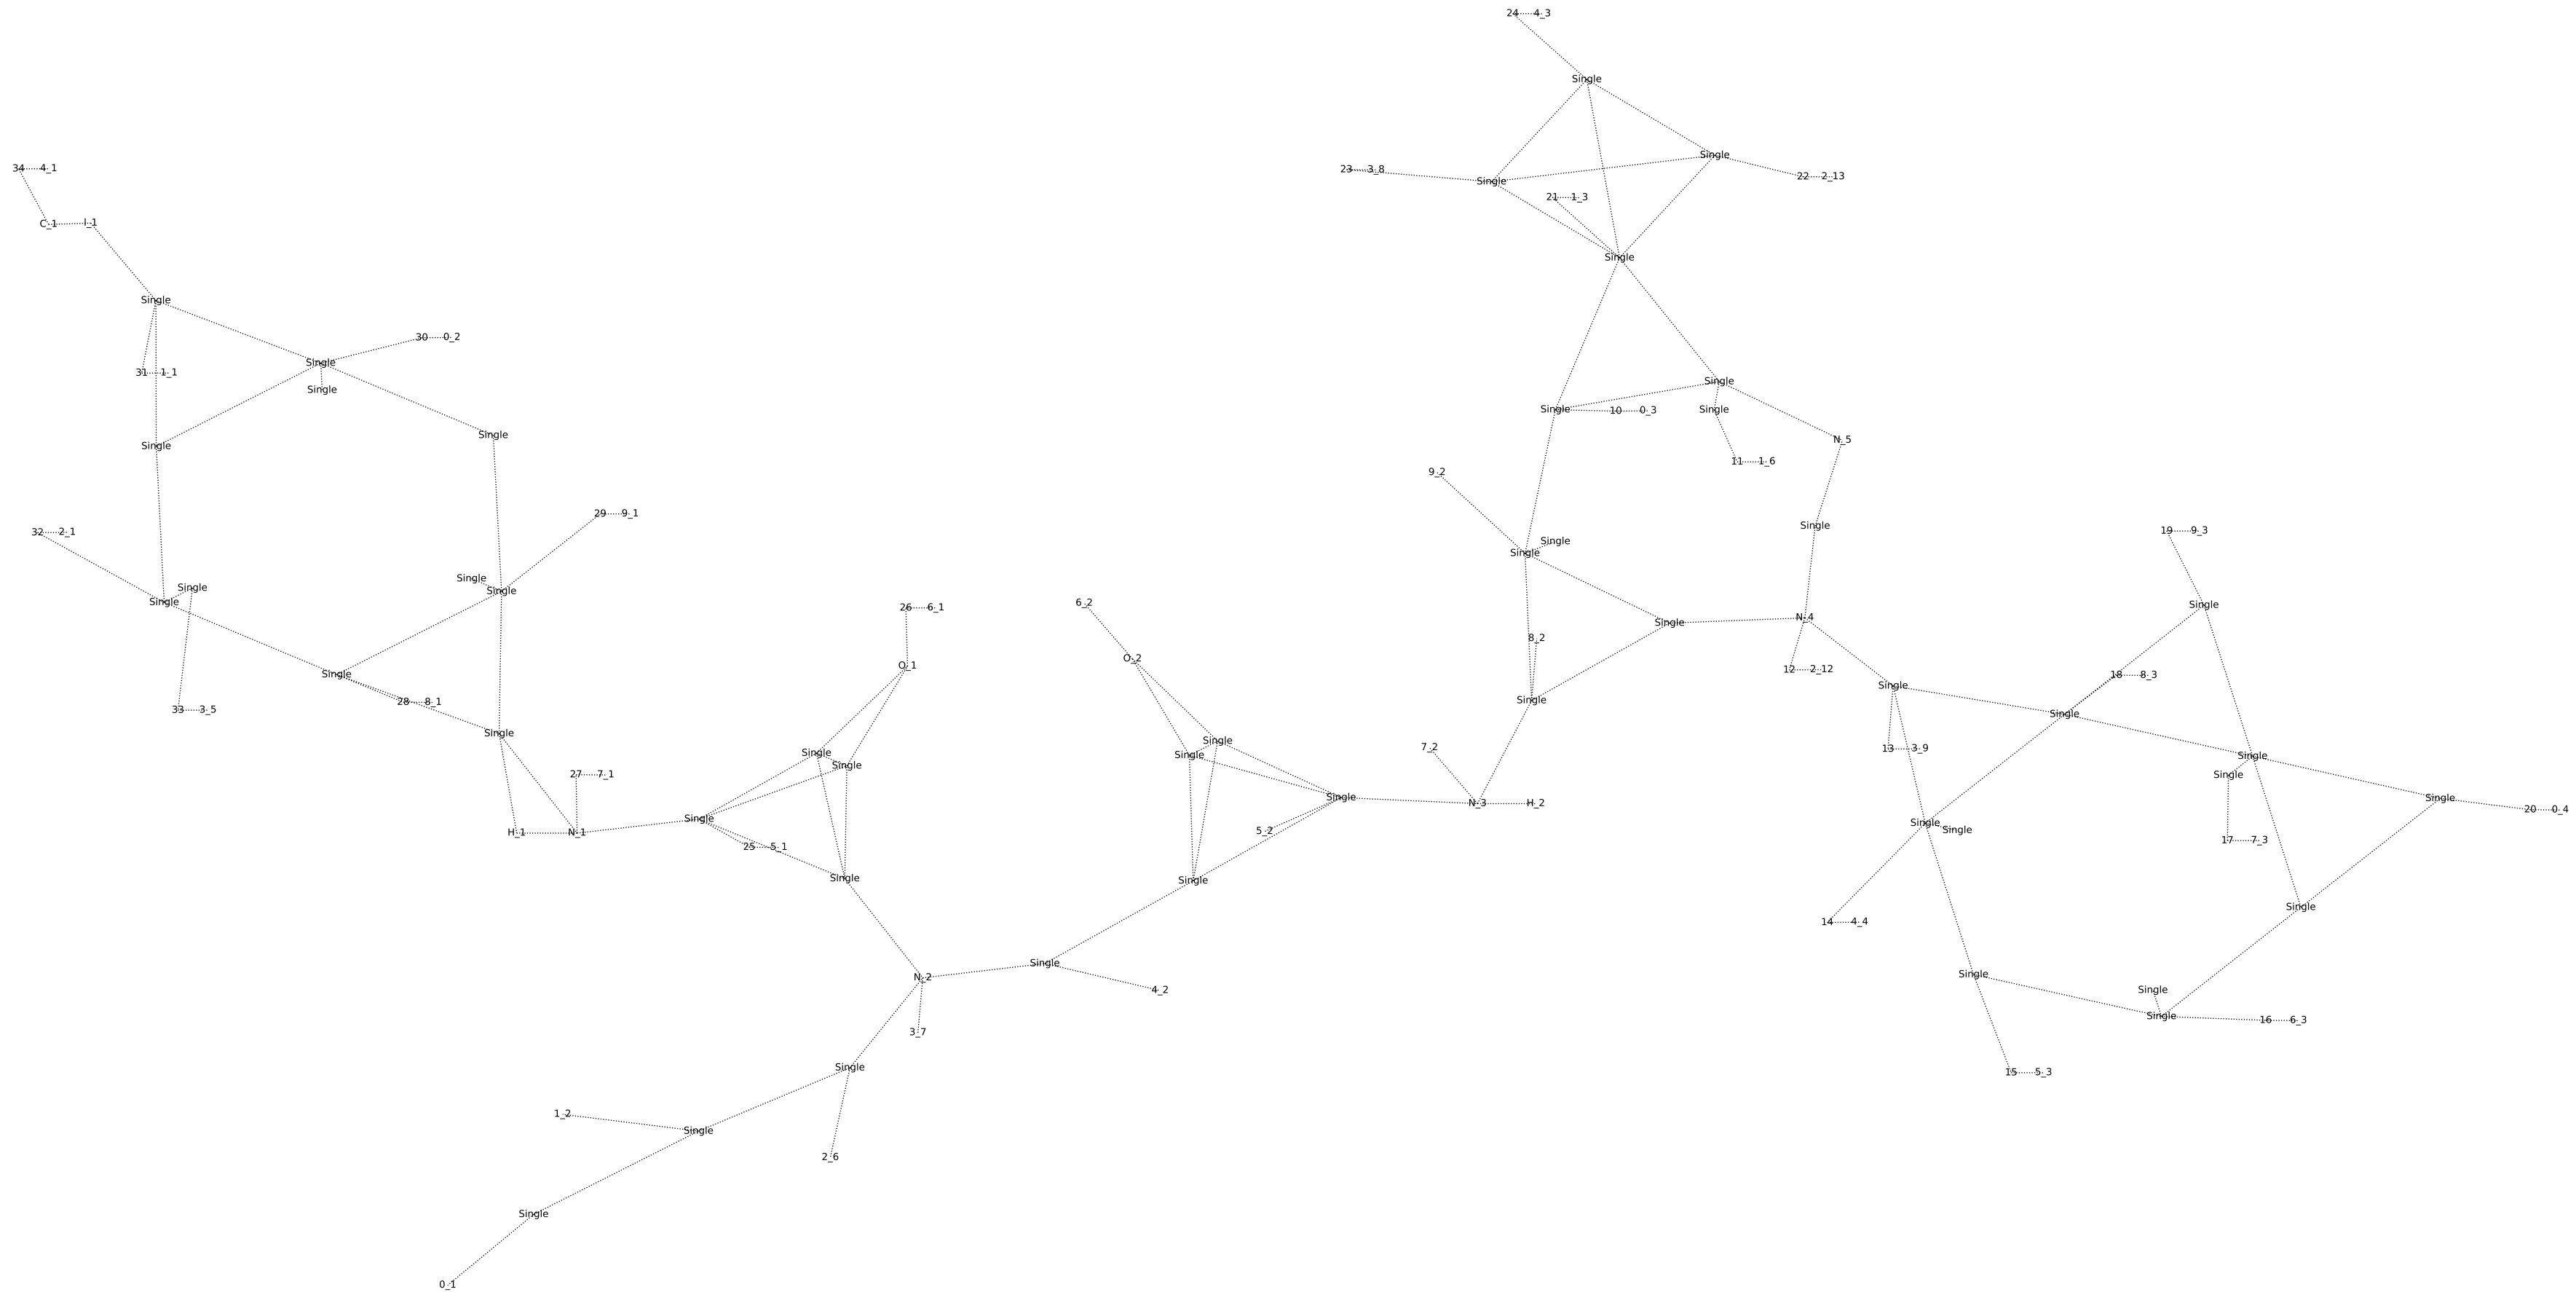 24 4_3
Single
Single
34 4_1
23 3_8
22 2_13
Single
21 1_3
C_1 I_1
Single
Single
30 0_2
Single
31 1_1
Single
Single
Single
Single
10 0_3
Single
Single
N_5
Single
11 1_6
9_2
29 9_1
Single
32 2_1
19 9_3
Single
Single
Single
Single
Single
Single
6_2
Single
26 6_1
N_4
Single
8_2
O_2
O_1
12 2_12
Single
18 8_3
Single
Single
28 8_1
33 3_5
Single
Single
Single
7_2
13 3_9
Single
Single
Single
Single
27 7_1
Single
Single
Single
N_3 H_2
20 0_4
Single
Single
Single
5_2
H_1 N_1
17 7_3
25 5_1
Single
Single
Single
14 4_4
Single
Single
N_2
4_2
Single
Single
16 6_3
3_7
Single
15 5_3
1_2
Single
2_6
Single
0_1